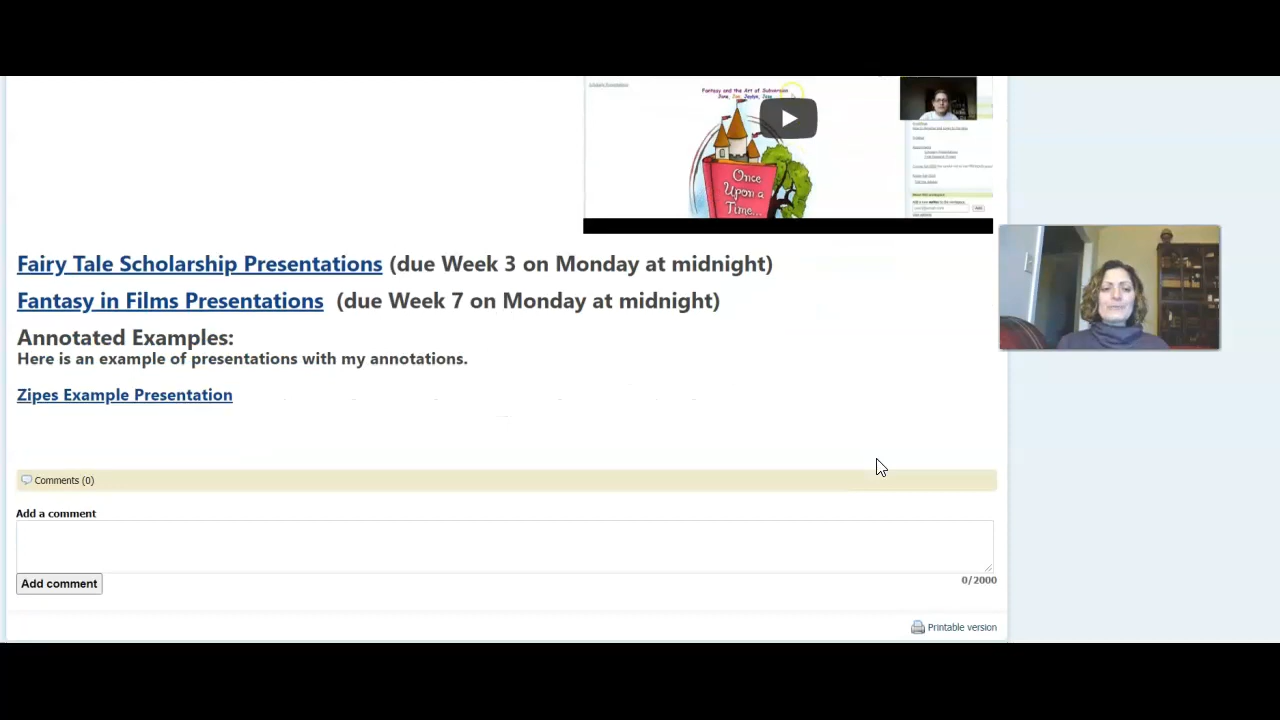 Fantasy and the Art of Subversion
Once
Upon a
Time...
Fairy Tale Scholarship Presentations (due Week 3 on Monday at midnight)
Fantasy in Films Presentations (due Week 7 on Monday at midnight)
Annotated Examples:
Here is an example of presentations with my annotations.
Zipes Example Presentation
Comments (0)
Add a comment
Add comment
0/2000
Printable version